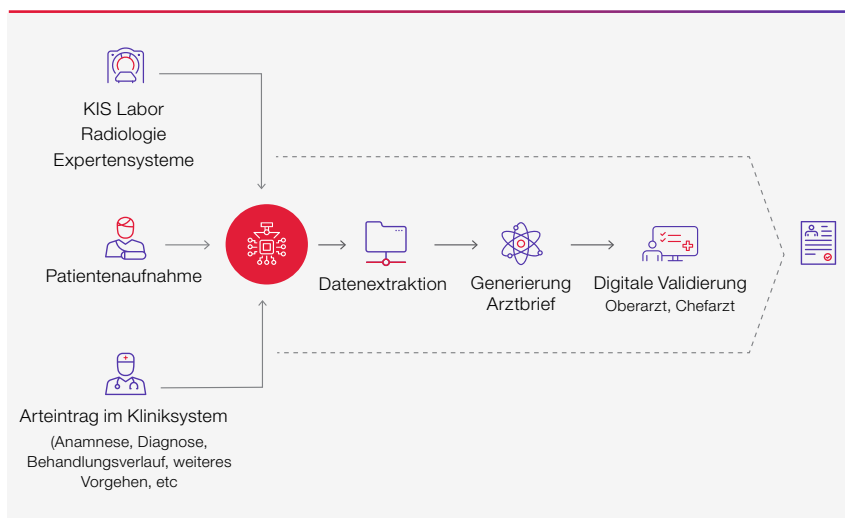 KIS Labor
Radiologie
Expertensysteme
Patientenaufnahme
Datenextraktion
Generierung
Arztbrief
Digitale Validierung
Oberarzt, Chefarzt
Arteintrag im Kliniksystem
(Anamnese, Diagnose,
Behandlungsverlauf, weiteres
Vorgehen, etc